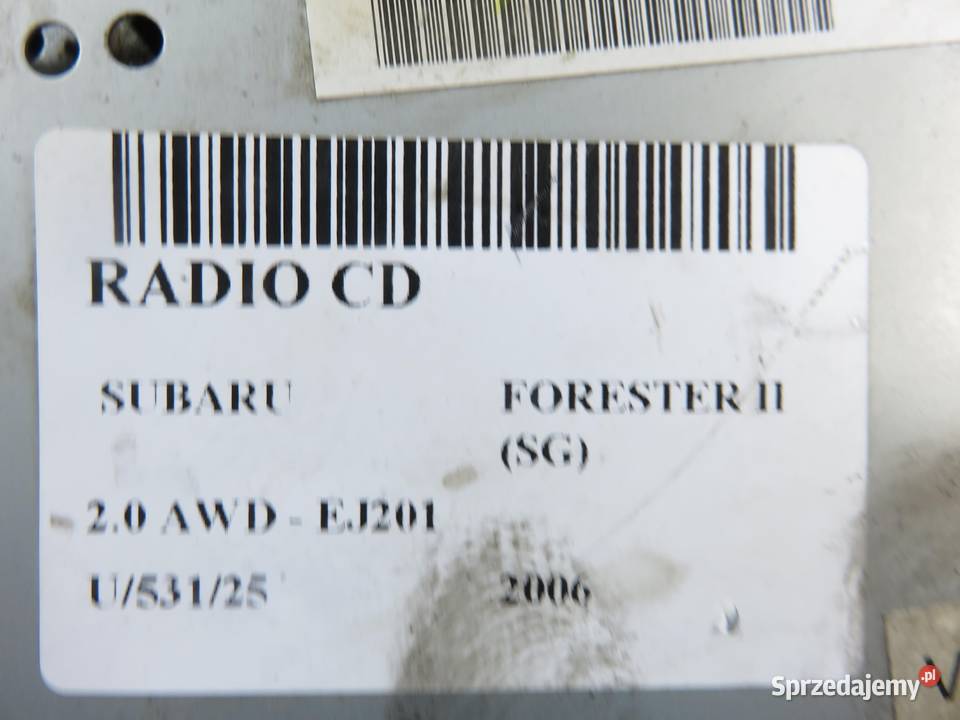 RADIO CD
SUBARU FORESTER II
(SG)
2.0 AWD - EJ201
U/531/25 2006
Sprzedajemy.pl